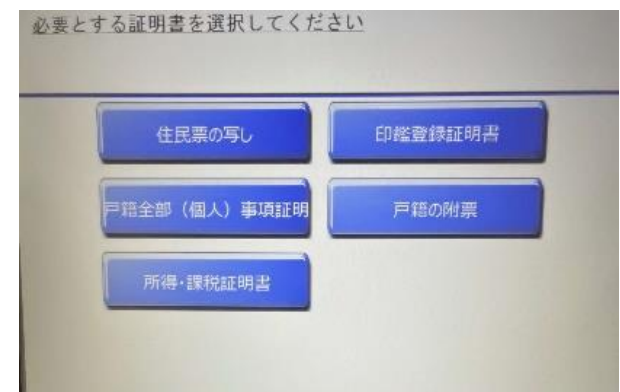 必要とする証明書を選択してください
住民票の写し
印鑑登録証明書
戸籍全部（個人）事項証明
戸籍の附票
所得・課税証明書